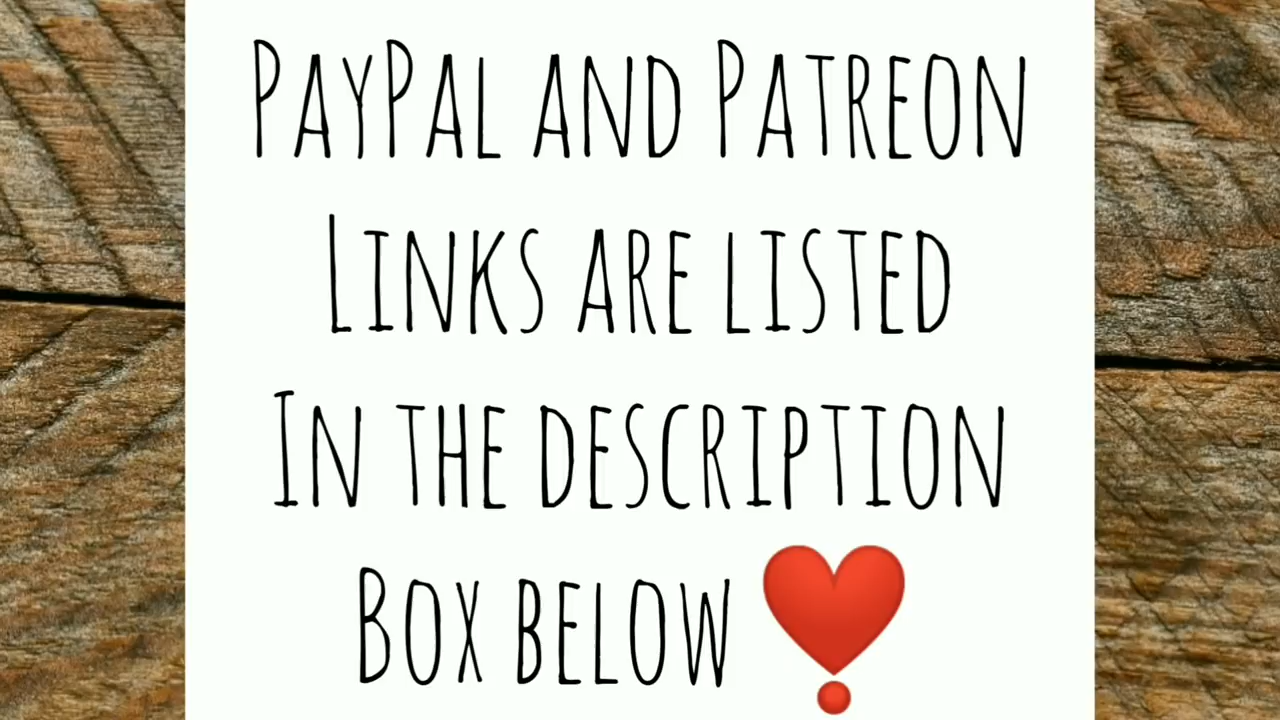 PayPal and Patreon
Links are listed
In the description
Box below ❣